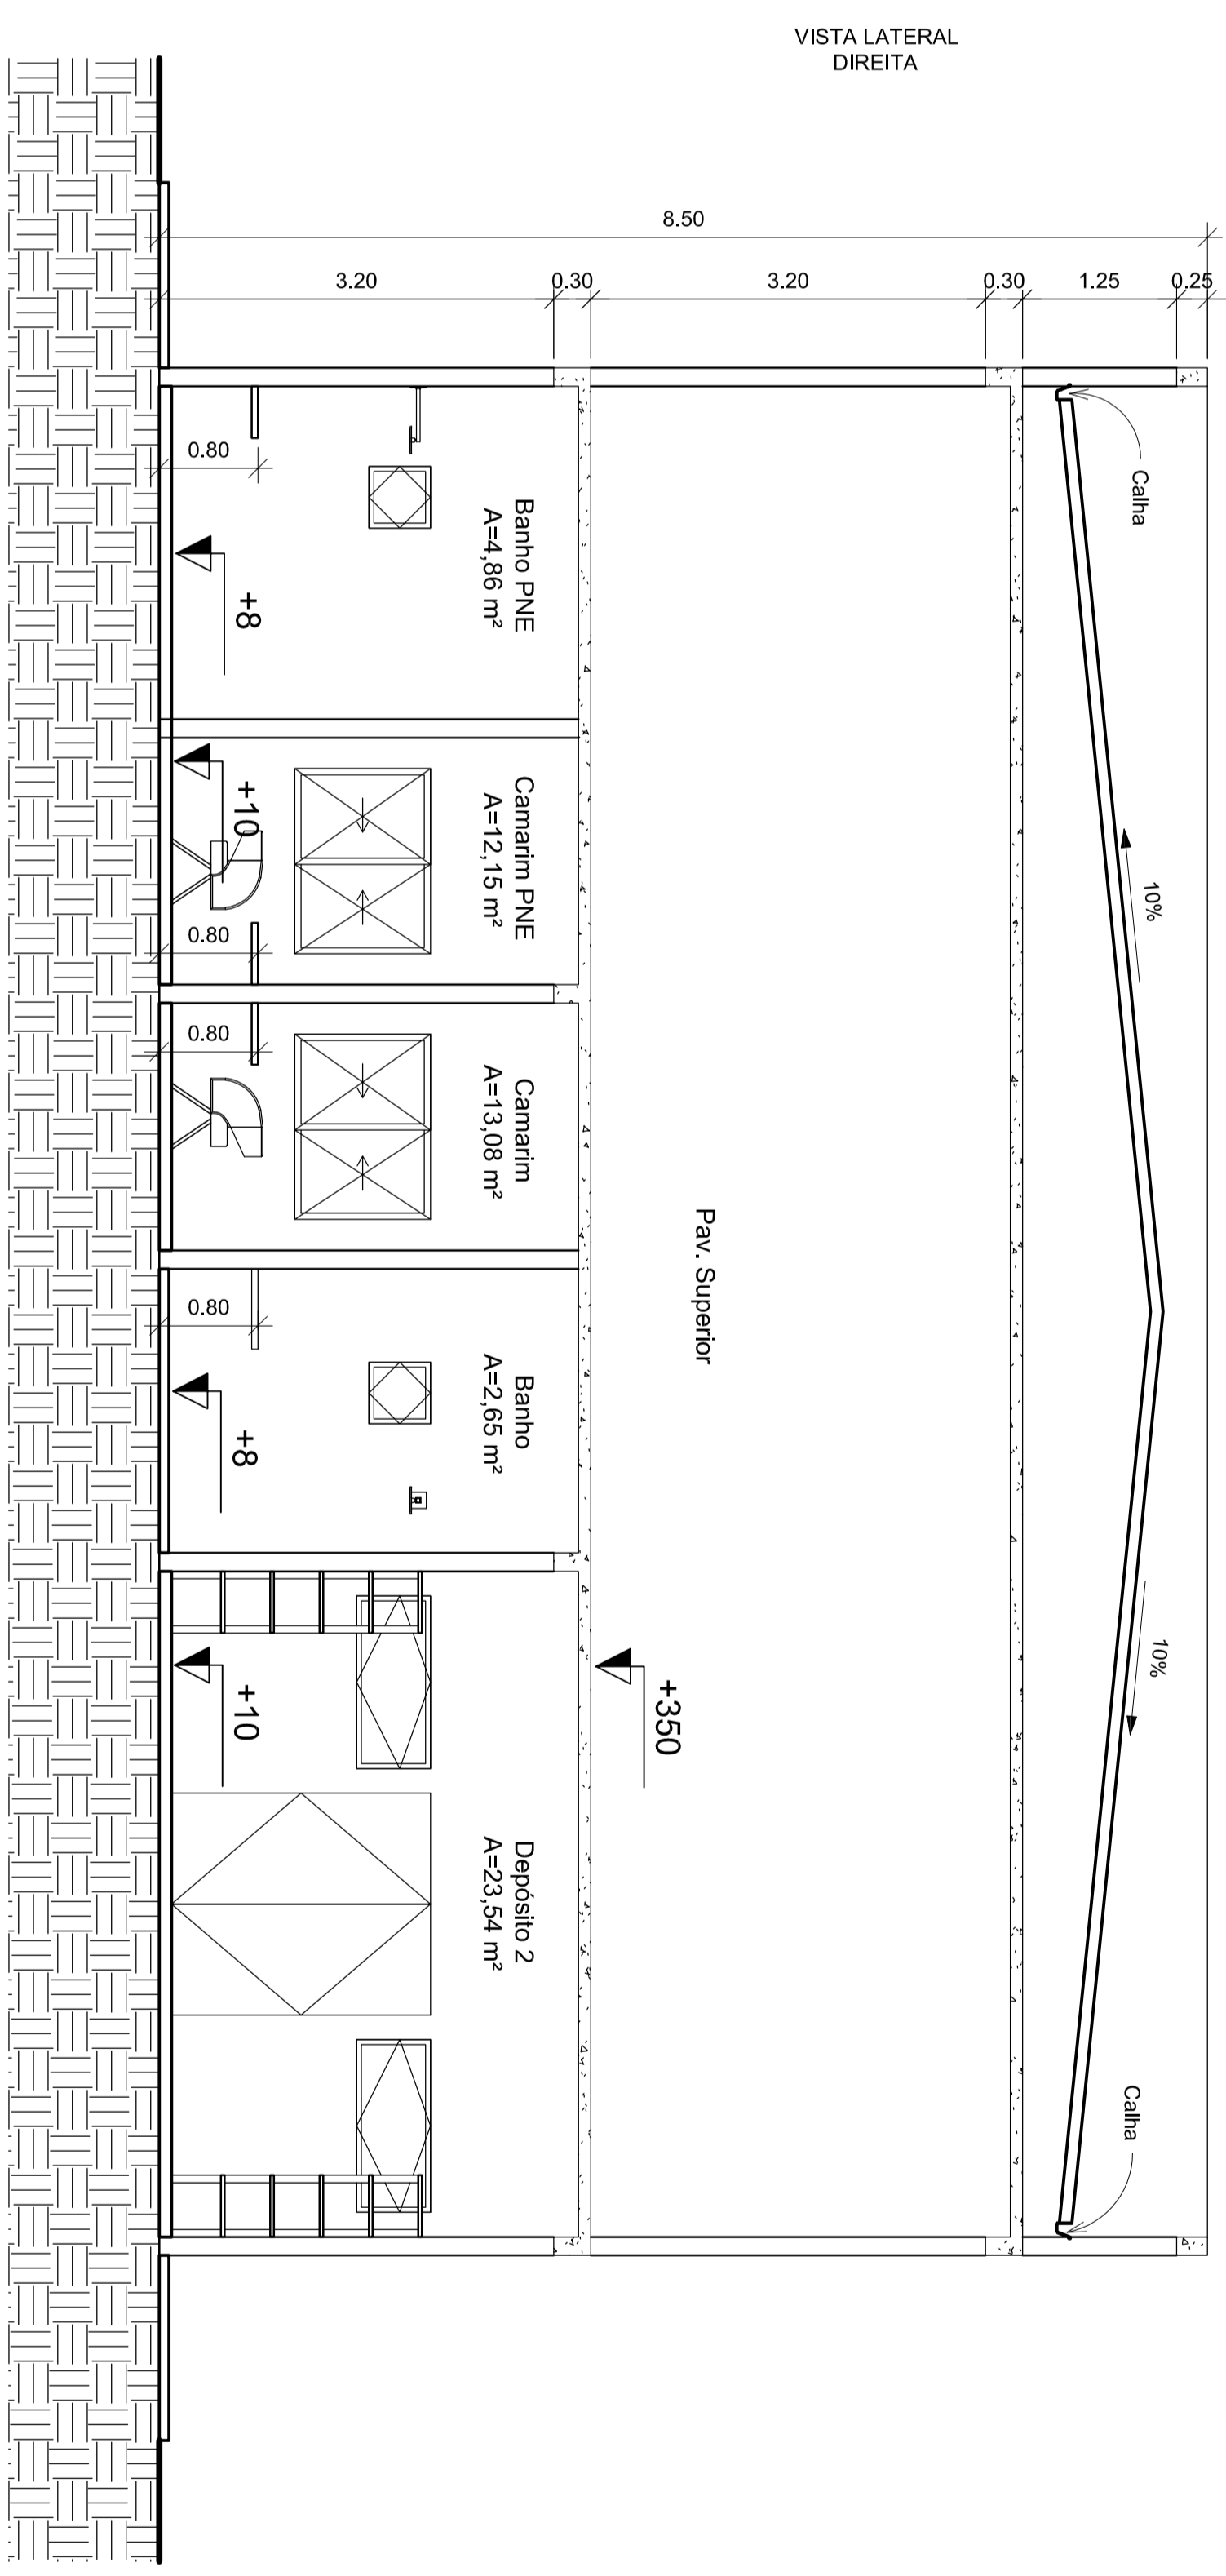 VISTA LATERAL
DIREITA
8.50
3.20
0.30
3.20
0.30
1.25
0.25
Calha
10%
10%
Calha
Pav. Superior
+350
Banho PNE
A=4,86 m²
0.80
+8
Camarim PNE
A=12,15 m²
+10
0.80
Camarim
A=13,08 m²
0.80
Banho
A=2,65 m²
0.80
+8
Depósito 2
A=23,54 m²
+10